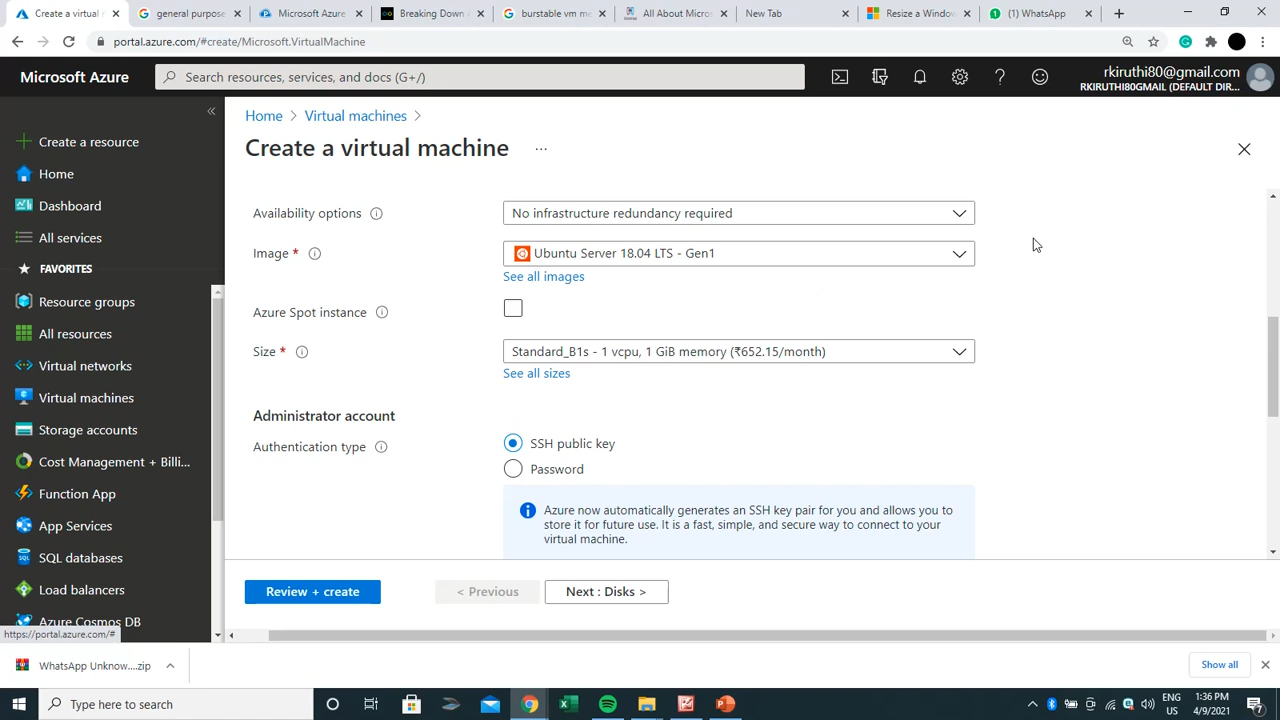 Create a virtual m
general purpose
Microsoft Azure
Breaking Down A
burstable vm me
All About Micros
New Tab
Resize a Window
(1) WhatsApp
portal.azure.com/#create/Microsoft.VirtualMachine
Microsoft Azure
Search resources, services, and docs (G+/)
rkiruthi80@gmail.com
RKIRUTHI80GMAIL (DEFAULT DIR...
Create a resource
Home
Dashboard
All services
FAVORITES
Resource groups
All resources
Virtual networks
Virtual machines
Storage accounts
Cost Management + Billi...
Function App
App Services
SQL databases
Load balancers
Azure Cosmos DB
https://portal.azure.com/#
Home > Virtual machines >
Create a virtual machine ...
Availability options
No infrastructure redundancy required
Image *
Ubuntu Server 18.04 LTS - Gen1
See all images
Azure Spot instance
Size *
Standard_B1s - 1 vcpu, 1 GiB memory (₹652.15/month)
See all sizes
Administrator account
Authentication type
SSH public key
Password
Azure now automatically generates an SSH key pair for you and allows you to
store it for future use. It is a fast, simple, and secure way to connect to your
virtual machine.
Review + create
< Previous
Next : Disks >
WhatsApp Unknow....zip
Show all
Type here to search
ENG
US
1:36 PM
4/9/2021